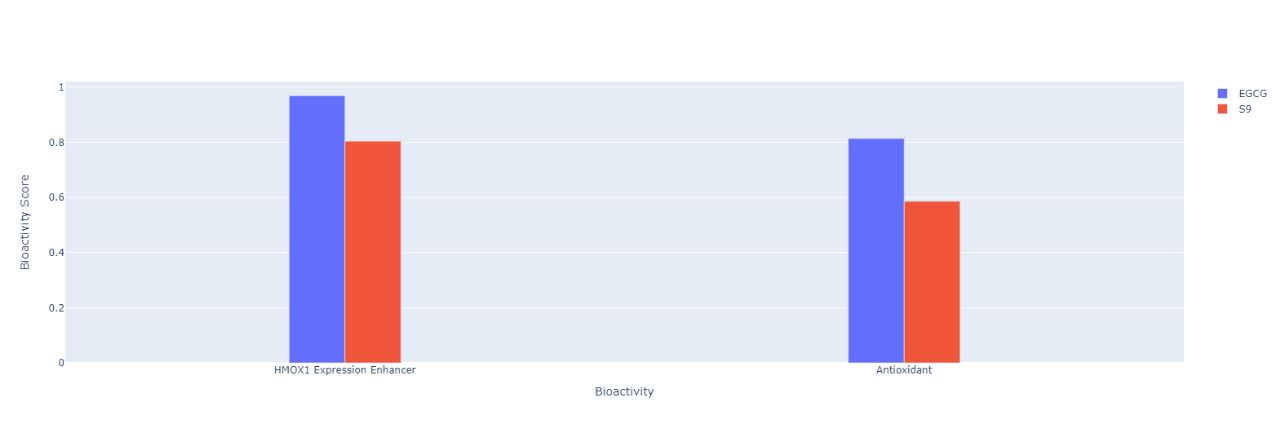 EGCG
S9
Bioactivity Score
1
0.8
0.6
0.4
0.2
0
HMOX1 Expression Enhancer
Antioxidant
Bioactivity